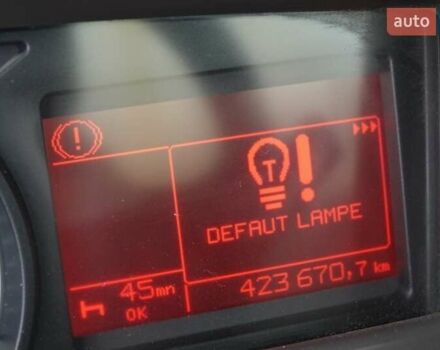 auto
T
DEFAUT LAMPE
45mn
OK
423 670,7 km